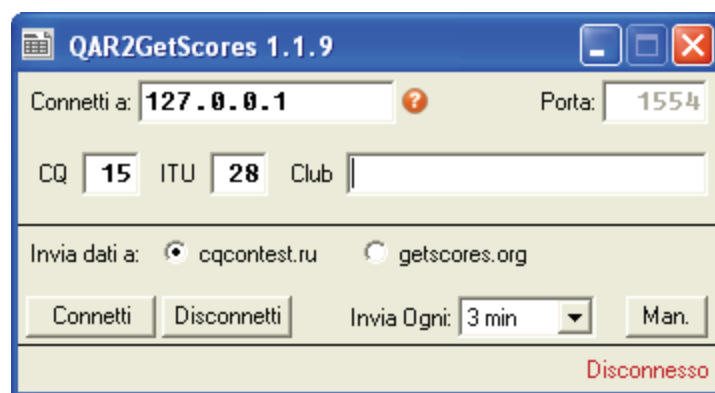 QAR2GetScores 1.1.9
Connetti a: 127.0.0.1 ? Porta: 1554
CQ 15 ITU 28 Club
Invia dati a: cqcontest.ru getscores.org
Connetti Disconnetti Invia Ogni: 3 min Man.
Disconnesso